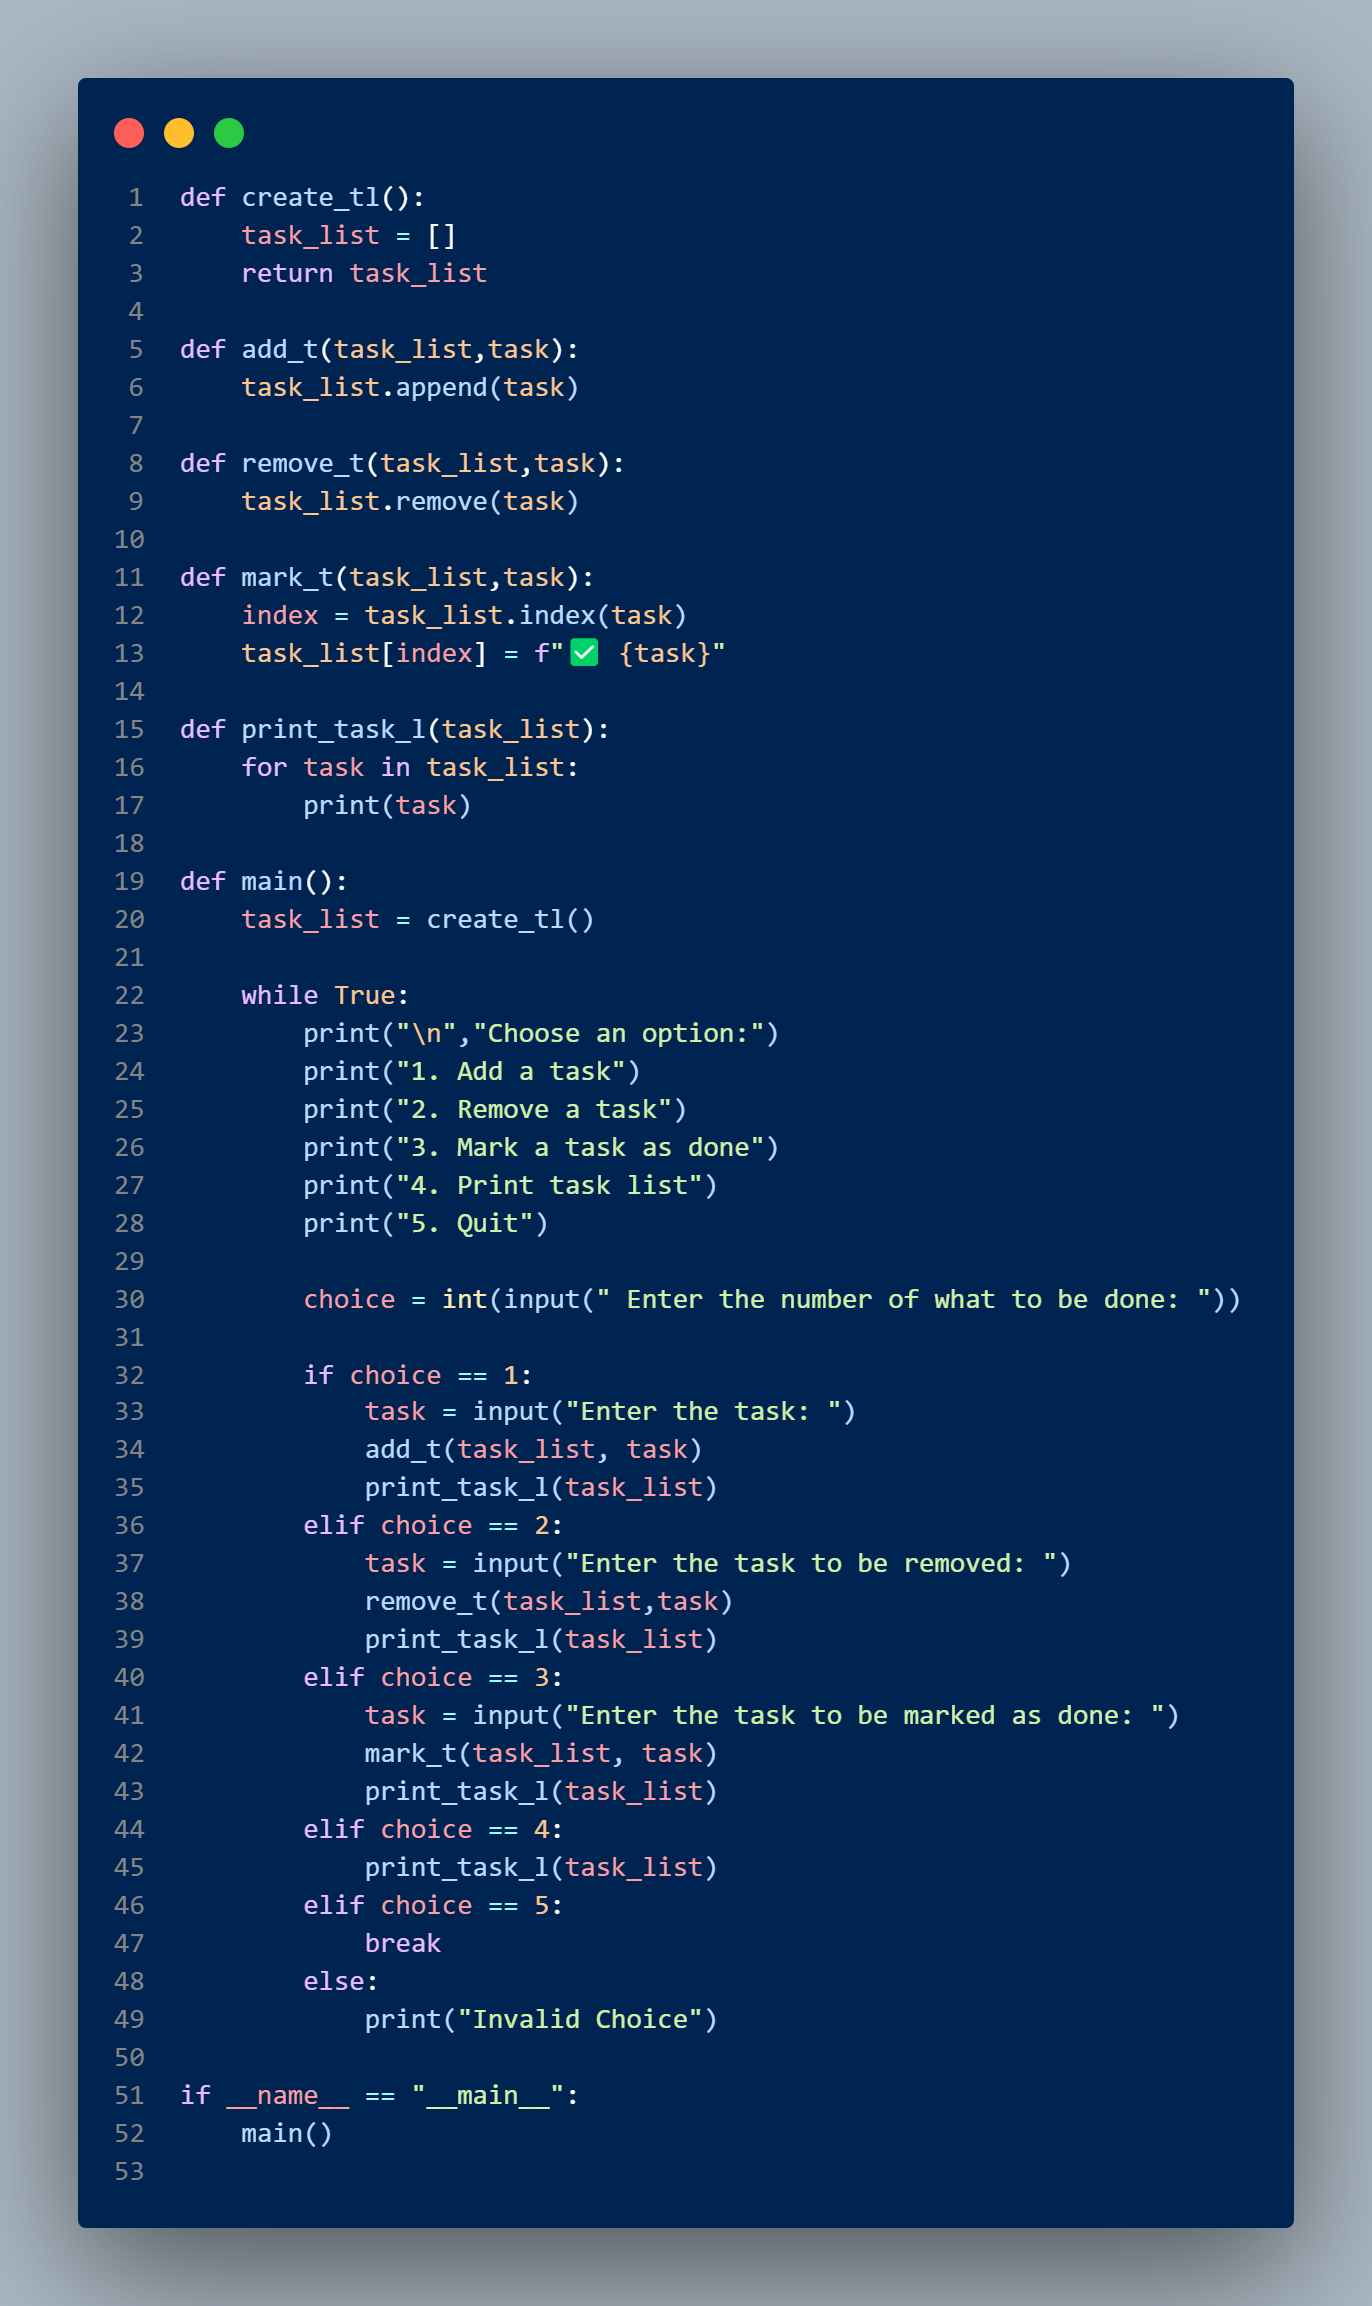 1 def create_tl():
2     task_list = []
3     return task_list
4
5 def add_t(task_list,task):
6     task_list.append(task)
7
8 def remove_t(task_list,task):
9     task_list.remove(task)
10
11 def mark_t(task_list,task):
12     index = task_list.index(task)
13     task_list[index] = f"✅ {task}"
14
15 def print_task_l(task_list):
16     for task in task_list:
17         print(task)
18
19 def main():
20     task_list = create_tl()
21
22     while True:
23         print("\n","Choose an option:")
24         print("1. Add a task")
25         print("2. Remove a task")
26         print("3. Mark a task as done")
27         print("4. Print task list")
28         print("5. Quit")
29
30         choice = int(input(" Enter the number of what to be done: "))
31
32         if choice == 1:
33             task = input("Enter the task: ")
34             add_t(task_list, task)
35             print_task_l(task_list)
36         elif choice == 2:
37             task = input("Enter the task to be removed: ")
38             remove_t(task_list,task)
39             print_task_l(task_list)
40         elif choice == 3:
41             task = input("Enter the task to be marked as done: ")
42             mark_t(task_list, task)
43             print_task_l(task_list)
44         elif choice == 4:
45             print_task_l(task_list)
46         elif choice == 5:
47             break
48         else:
49             print("Invalid Choice")
50
51 if __name__ == "__main__":
52     main()
53